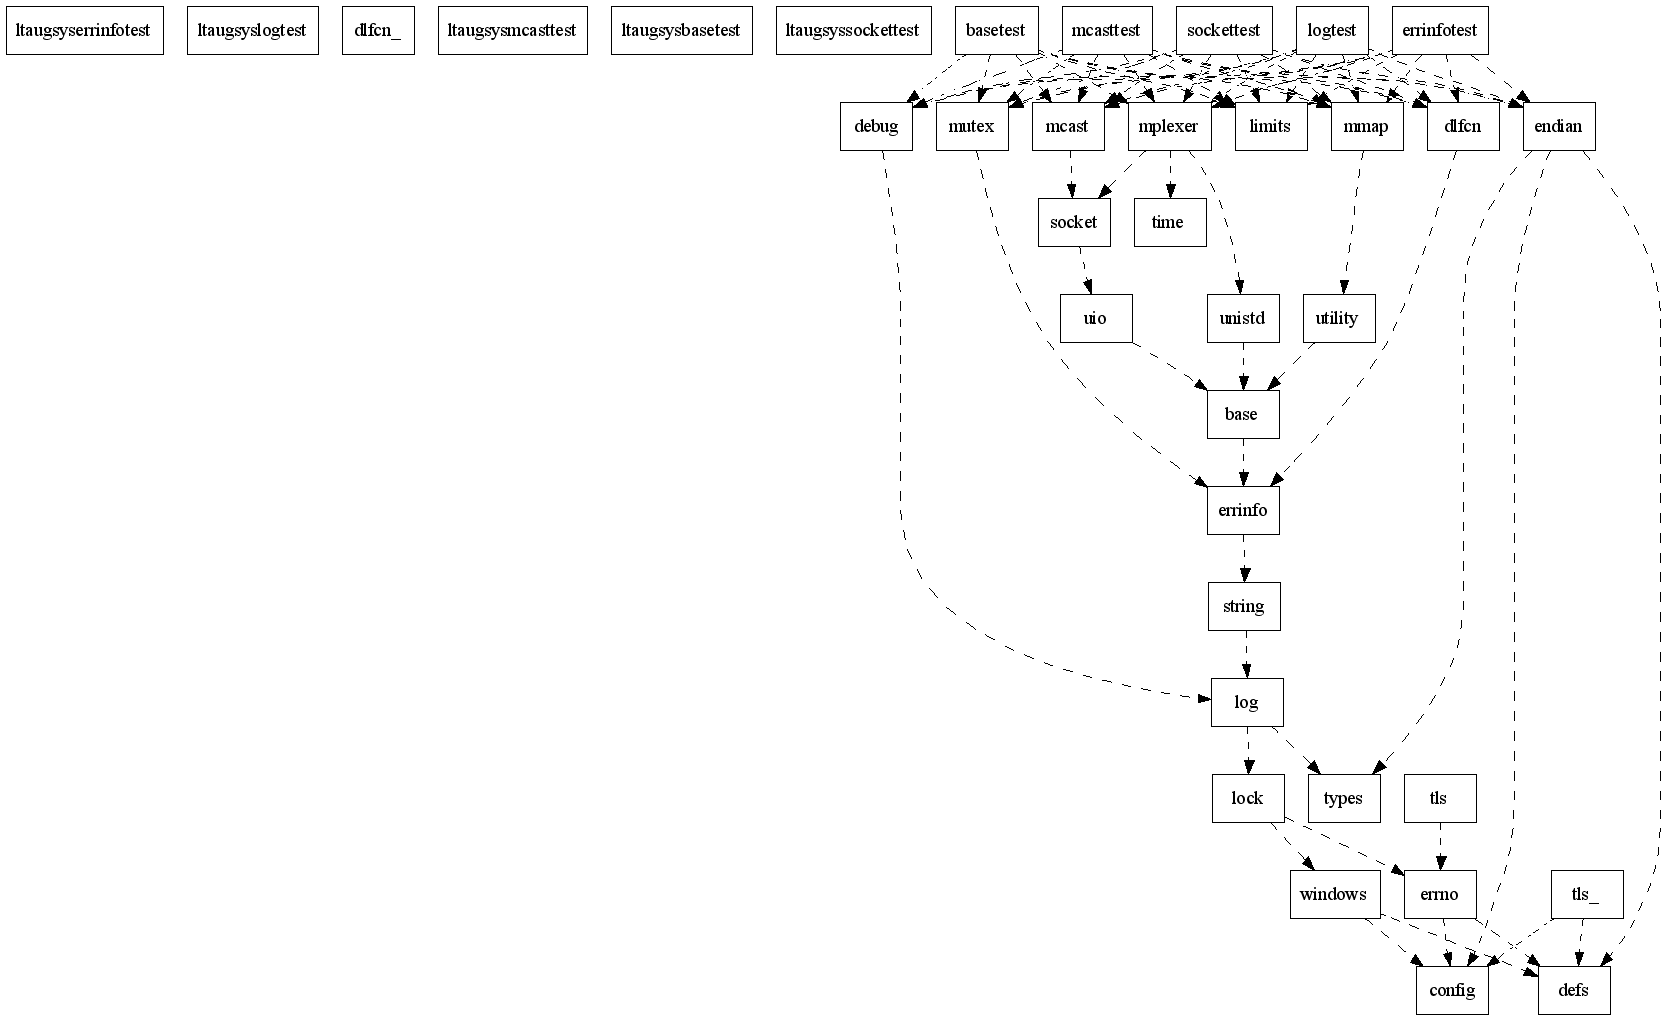 ltaugsyserrinfotest
ltaugsyslogtest
dlfcn_
ltaugsysmcasttest
ltaugsysbasetest
ltaugsyssockettest
basetest
mcasttest
sockettest
logtest
errinfotest
debug
mutex
mcast
mplexer
limits
mmap
dlfcn
endian
socket
time
uio
unistd
utility
base
errinfo
string
log
lock
types
tls
windows
errno
tls_
config
defs